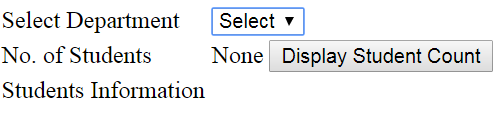 Select Department Select
No. of Students None Display Student Count
Students Information